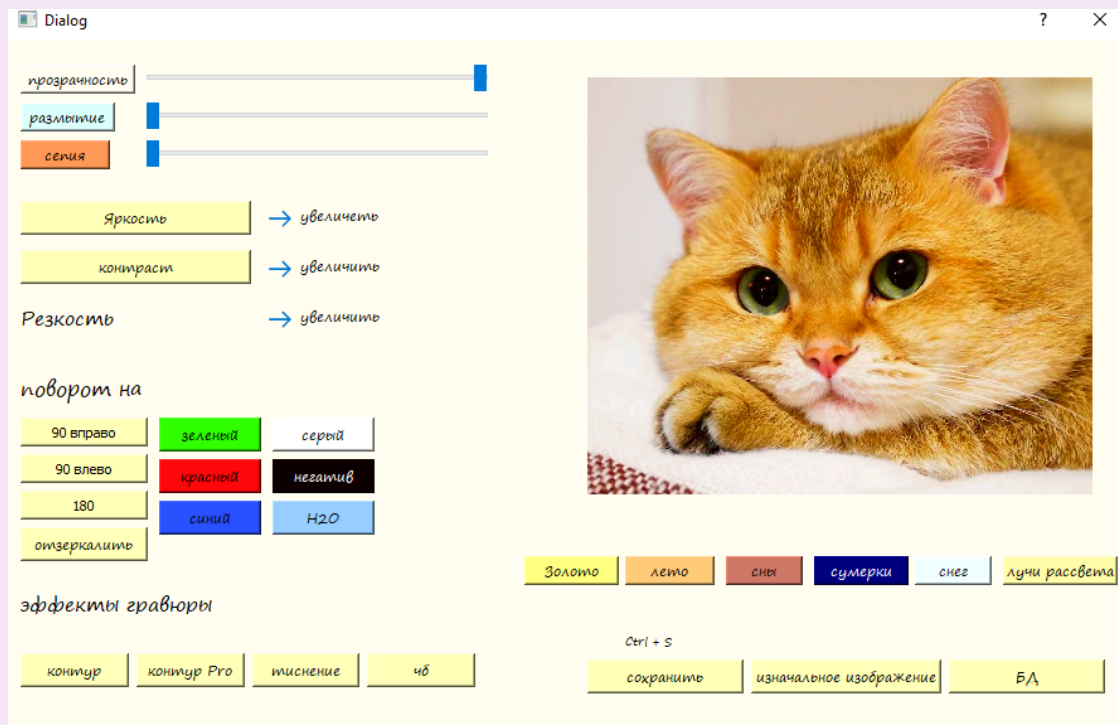 Dialog
?
прозрачность
размытие
сепия
Яркость
увеличеть
контраст
увеличить
Резкость
увеличить
поворот на
90 вправо
зеленый
серый
90 влево
красный
негатив
180
синий
H2O
отзеркалить
эффекты гравюры
контур
контур Pro
тиснение
чб
Золото
лето
сны
сумерки
снег
лучи рассвета
Ctrl + S
сохранить
изначальное изображение
БД